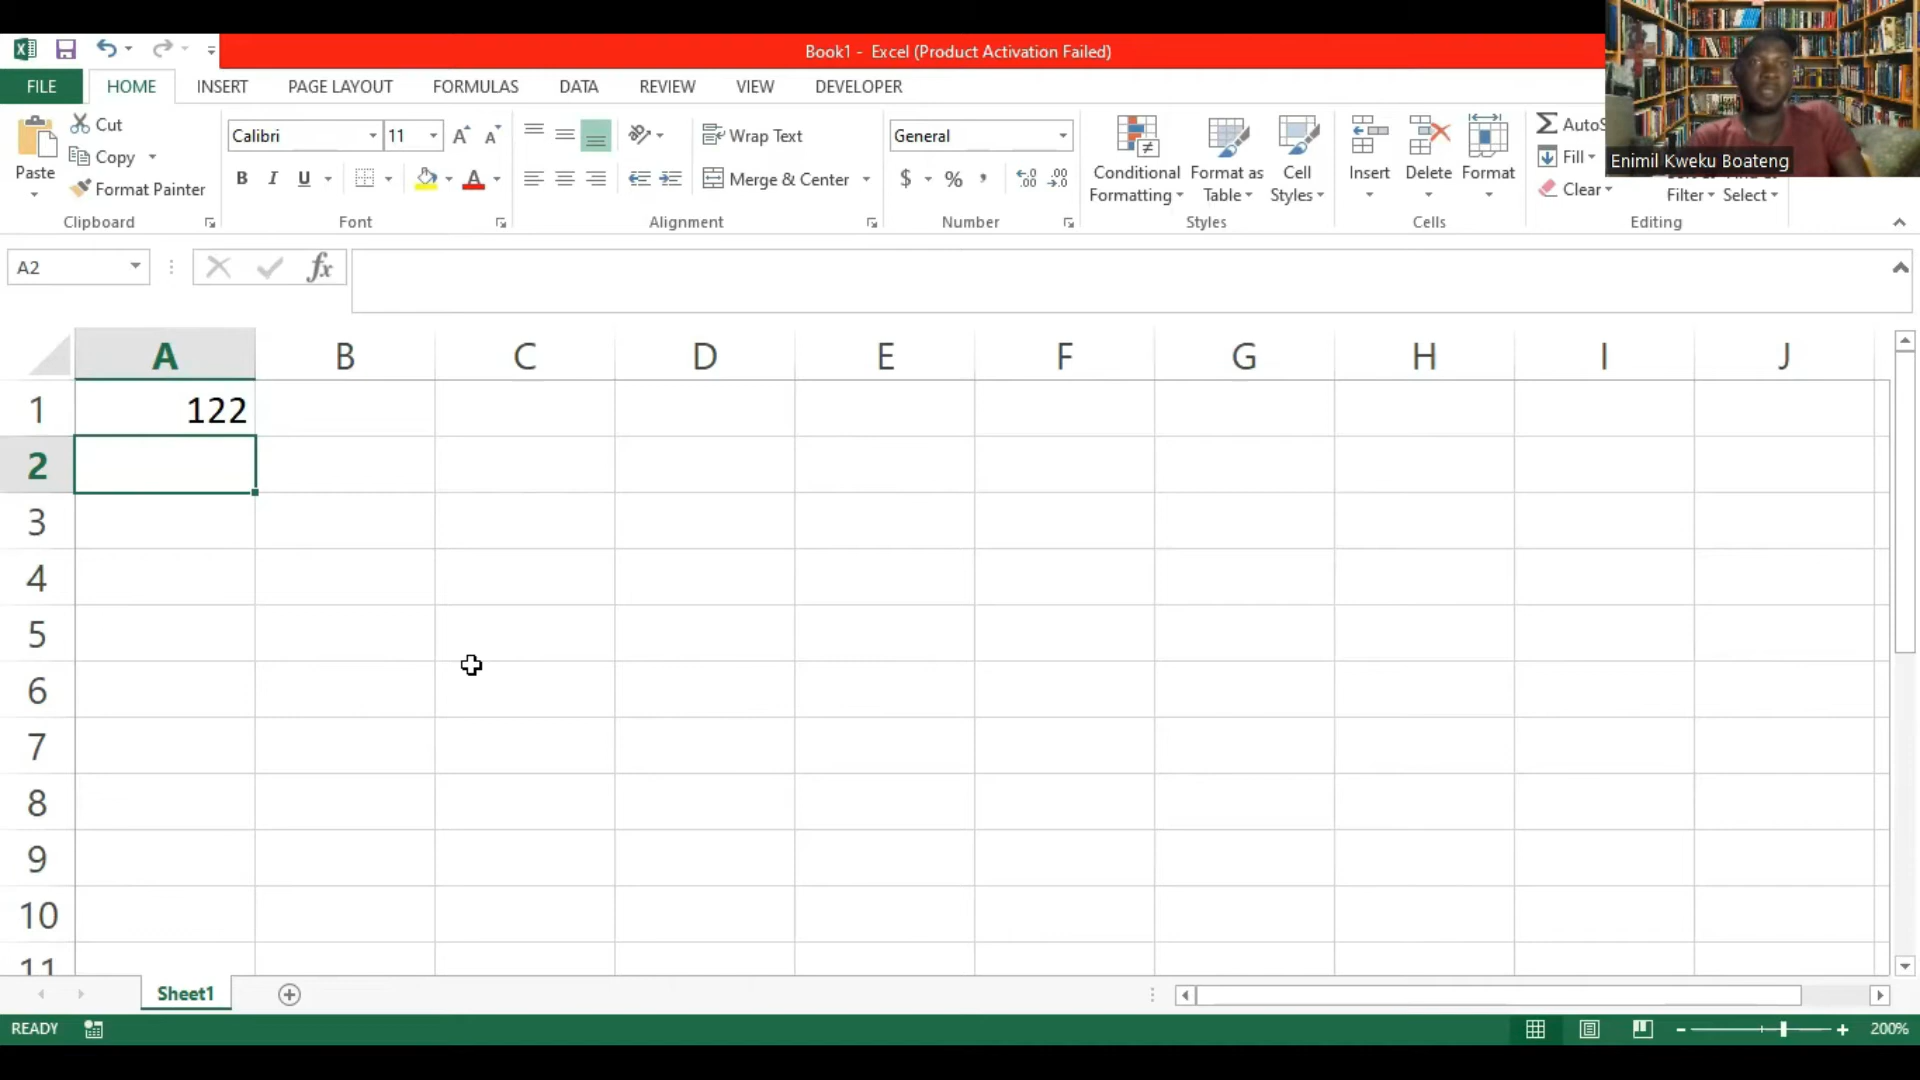 Book1 - Excel (Product Activation Failed)
FILE HOME INSERT PAGE LAYOUT FORMULAS DATA REVIEW VIEW DEVELOPER
Paste
Cut
Copy
Format Painter
Clipboard
Calibri 11
B I U A
Font
Wrap Text
Merge & Center
Alignment
General
$ % ,
Number
Conditional Formatting
Format as Table
Cell Styles
Styles
Insert
Delete
Format
Cells
Fill
Clear
Filter
Select
Editing
Enimil Kweku Boateng
A2
fx
A B C D E F G H I J
1 122
2
3
4
5
6
7
8
9
10
11
Sheet1
READY
200%